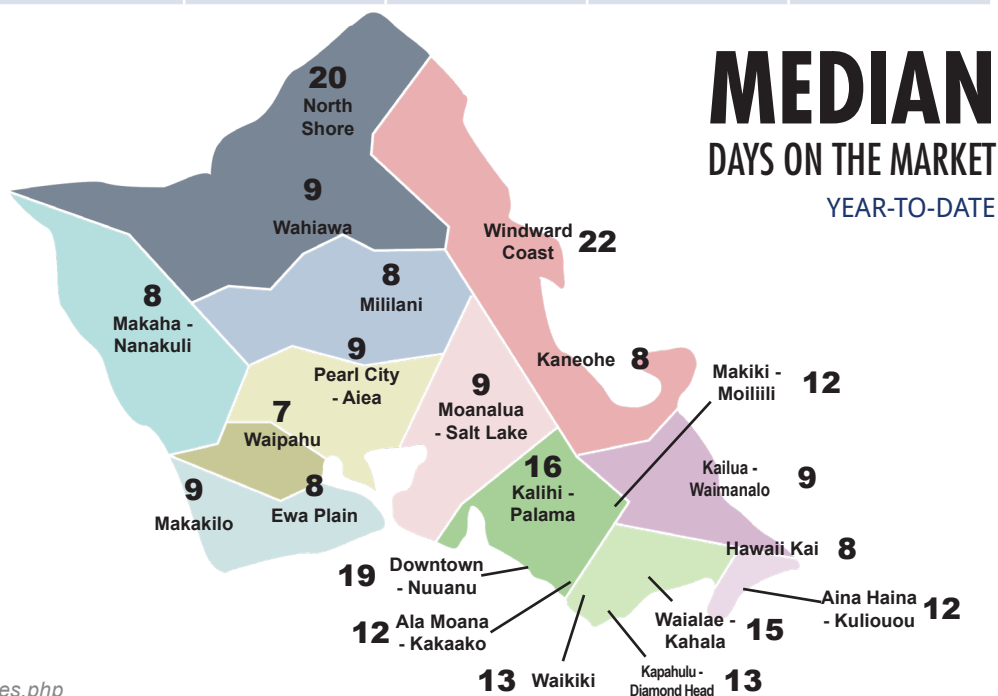 MEDIAN
DAYS ON THE MARKET
YEAR-TO-DATE
20
North
Shore
9
Wahiawa
Windward
Coast
22
8
Mililani
8
Makaha -
Nanakuli
9
Pearl City
- Aiea
Kaneohe 8
Makiki -
Moiliili
12
9
Moanalua
- Salt Lake
7
Waipahu
16
Kalihi -
Palama
Kailua -
Waimanalo
9
9
Makakilo
8
Ewa Plain
Hawaii Kai 8
19
Downtown
- Nuuanu
12
Ala Moana
- Kakaako
Aina Haina
- Kuliouou
12
Waialae -
Kahala
15
13 Waikiki
Kapahulu -
Diamond Head
13
es.php